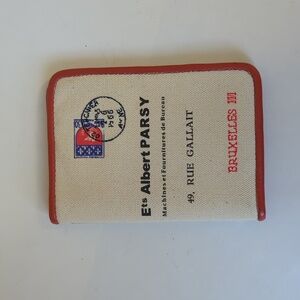 Ets Albert PARSY
Machines et Fournitures de Bureau
49, RUE GALLAIT
BRUXELLES III